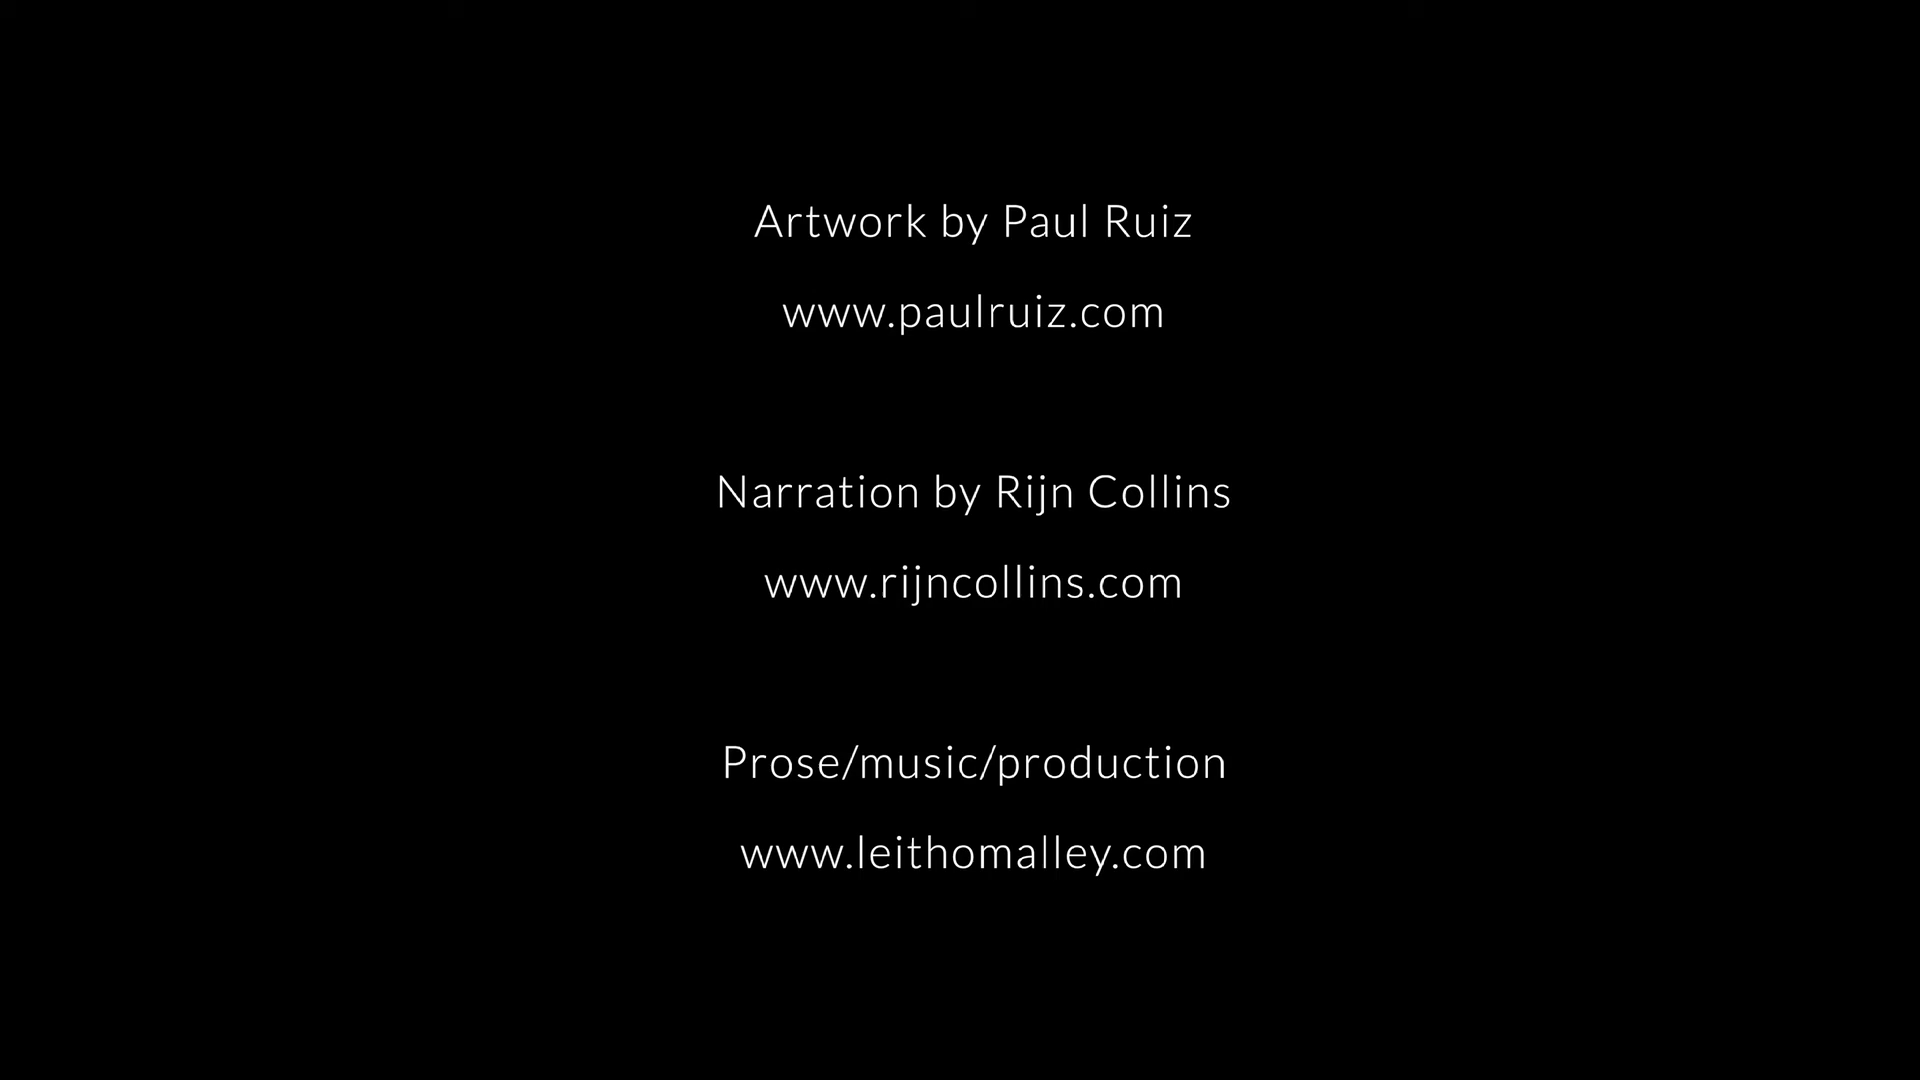 Artwork by Paul Ruiz
www.paulruiz.com
Narration by Rijn Collins
www.rijncollins.com
Prose/music/production
www.leithomalley.com